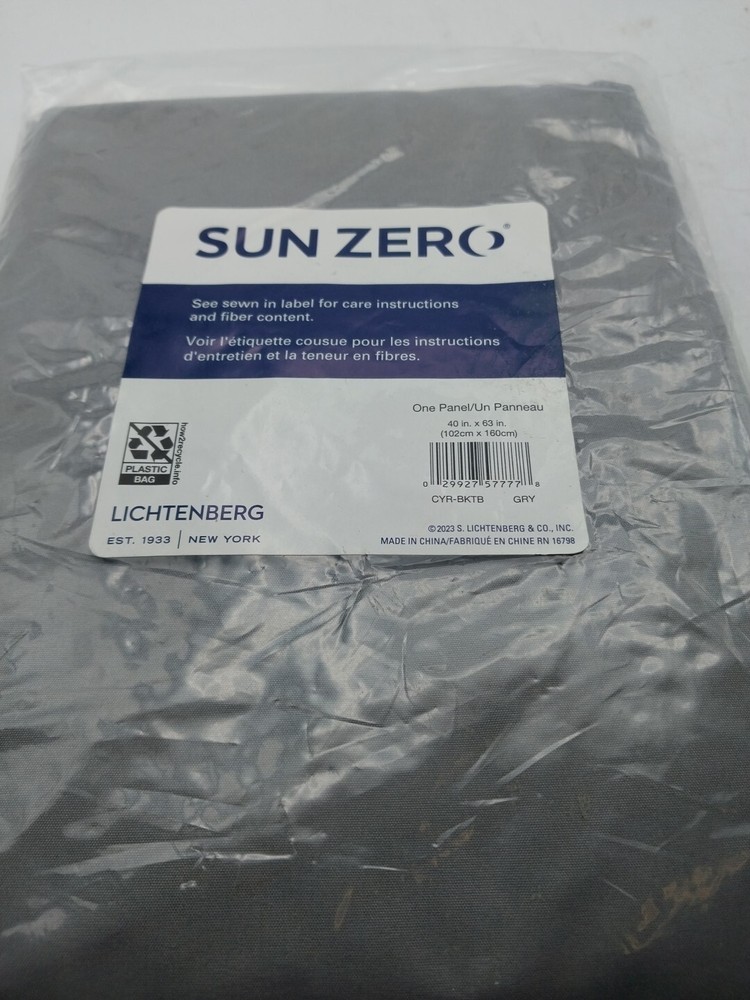 SUN ZERO®
See sewn in label for care instructions
and fiber content.
Voir l'étiquette cousue pour les instructions
d'entretien et la teneur en fibres.
One Panel/Un Panneau
40 in. x 63 in.
(102cm x 160cm)
how2recycle.info
PLASTIC
BAG
0 29927 57777 8
CYR-BKTB GRY
LICHTENBERG
EST. 1933 | NEW YORK
©2023 S. LICHTENBERG & CO., INC.
MADE IN CHINA/FABRIQUÉ EN CHINE RN 16798